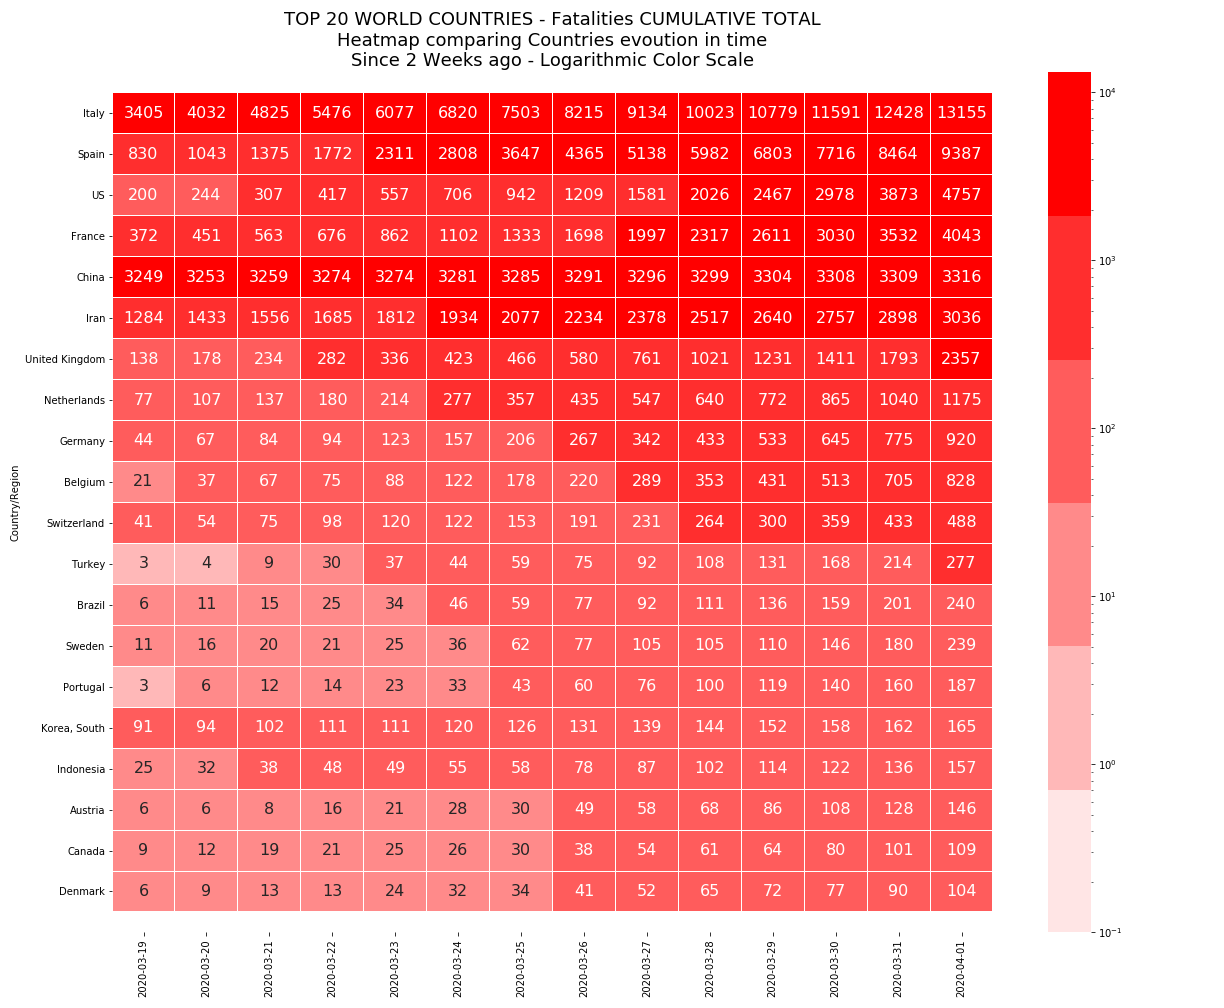 TOP 20 WORLD COUNTRIES - Fatalities CUMULATIVE TOTAL
Heatmap comparing Countries evoution in time
Since 2 Weeks ago - Logarithmic Color Scale
Country/Region
Italy 3405 4032 4825 5476 6077 6820 7503 8215 9134 10023 10779 11591 12428 13155
Spain 830 1043 1375 1772 2311 2808 3647 4365 5138 5982 6803 7716 8464 9387
US 200 244 307 417 557 706 942 1209 1581 2026 2467 2978 3873 4757
France 372 451 563 676 862 1102 1333 1698 1997 2317 2611 3030 3532 4043
China 3249 3253 3259 3274 3274 3281 3285 3291 3296 3299 3304 3308 3309 3316
Iran 1284 1433 1556 1685 1812 1934 2077 2234 2378 2517 2640 2757 2898 3036
United Kingdom 138 178 234 282 336 423 466 580 761 1021 1231 1411 1793 2357
Netherlands 77 107 137 180 214 277 357 435 547 640 772 865 1040 1175
Germany 44 67 84 94 123 157 206 267 342 433 533 645 775 920
Belgium 21 37 67 75 88 122 178 220 289 353 431 513 705 828
Switzerland 41 54 75 98 120 122 153 191 231 264 300 359 433 488
Turkey 3 4 9 30 37 44 59 75 92 108 131 168 214 277
Brazil 6 11 15 25 34 46 59 77 92 111 136 159 201 240
Sweden 11 16 20 21 25 36 62 77 105 105 110 146 180 239
Portugal 3 6 12 14 23 33 43 60 76 100 119 140 160 187
Korea, South 91 94 102 111 111 120 126 131 139 144 152 158 162 165
Indonesia 25 32 38 48 49 55 58 78 87 102 114 122 136 157
Austria 6 6 8 16 21 28 30 49 58 68 86 108 128 146
Canada 9 12 19 21 25 26 30 38 54 61 64 80 101 109
Denmark 6 9 13 13 24 32 34 41 52 65 72 77 90 104
2020-03-19 2020-03-20 2020-03-21 2020-03-22 2020-03-23 2020-03-24 2020-03-25 2020-03-26 2020-03-27 2020-03-28 2020-03-29 2020-03-30 2020-03-31 2020-04-01
10⁴
10³
10²
10¹
10⁰
10⁻¹